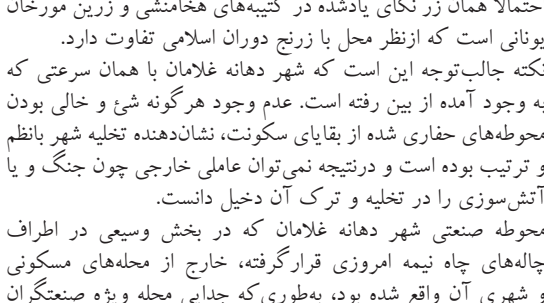 احتمالا همان زر نکای یادشده در کتیبه‌های هخامنشی و زرین مورخان
یونانی است که ازنظر محل با زرنج دوران اسلامی تفاوت دارد.
نکته جالب‌توجه این است که شهر دهانه غلامان با همان سرعتی که
به وجود آمده از بین رفته است. عدم وجود هرگونه شئ و خالی بودن
محوطه‌های حفاری شده از بقایای سکونت، نشان‌دهنده تخلیه شهر بانظم
و ترتیب بوده است و درنتیجه نمی‌توان عاملی خارجی چون جنگ و یا
آتش‌سوزی را در تخلیه و ترک آن دخیل دانست.
محوطه صنعتی شهر دهانه غلامان که در بخش وسیعی در اطراف
چاله‌های چاه نیمه امروزی قرارگرفته، خارج از محله‌های مسکونی
و شهری آن واقع شده بود، به‌طوری‌که جدایی محله ویژه صنعتگران